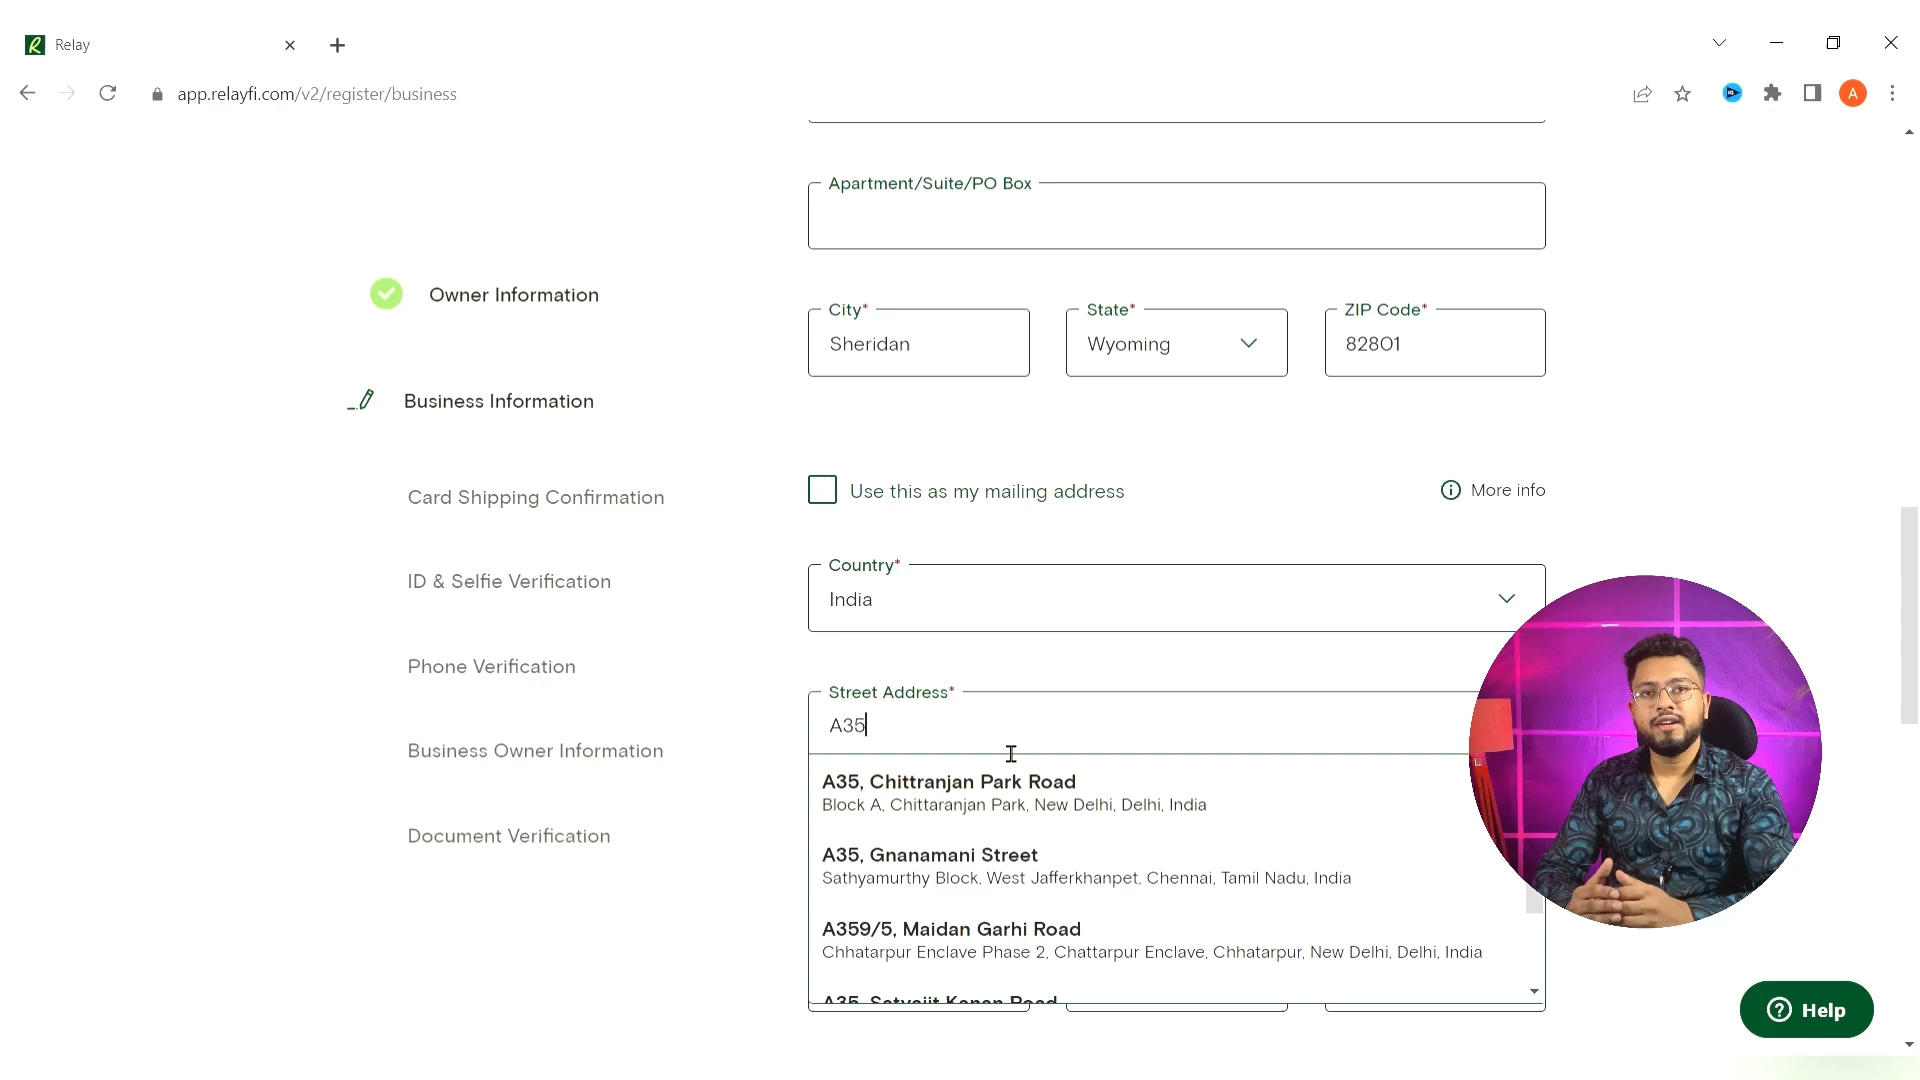 Relay
app.relayfi.com/v2/register/business
A
Apartment/Suite/PO Box
Owner Information
City*
State*
ZIP Code*
Sheridan
Wyoming
82801
Business Information
Card Shipping Confirmation
Use this as my mailing address
More info
Country*
India
ID & Selfie Verification
Phone Verification
Street Address*
A35
Business Owner Information
A35, Chittranjan Park Road
Block A, Chittaranjan Park, New Delhi, Delhi, India
Document Verification
A35, Gnanamani Street
Sathyamurthy Block, West Jafferkhanpet, Chennai, Tamil Nadu, India
A359/5, Maidan Garhi Road
Chhatarpur Enclave Phase 2, Chattarpur Enclave, Chhatarpur, New Delhi, Delhi, India
A35, Satyajit Kanan Road
Help